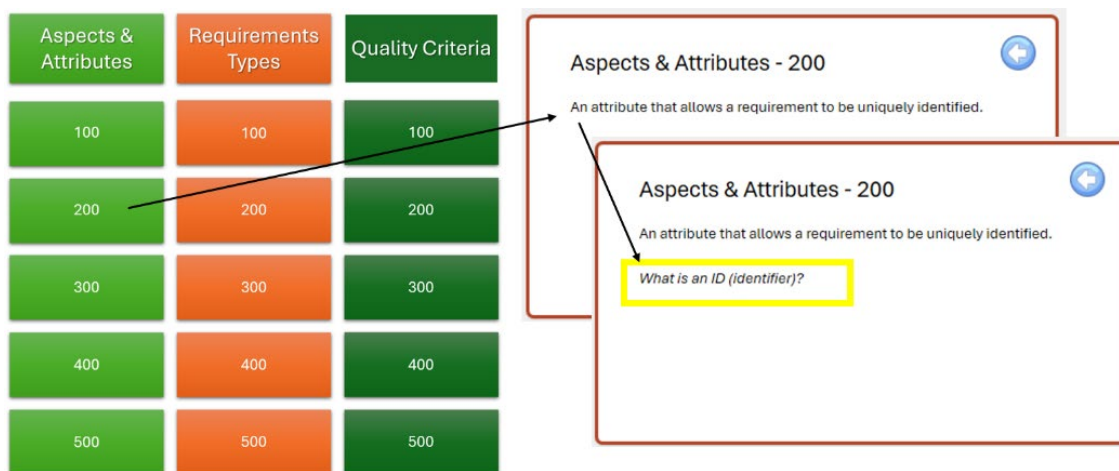 Aspects &
Attributes
Requirements
Types
Quality Criteria
100
100
100
200
200
200
300
300
300
400
400
400
500
500
500
Aspects & Attributes - 200
An attribute that allows a requirement to be uniquely identified.
Aspects & Attributes - 200
An attribute that allows a requirement to be uniquely identified.
What is an ID (identifier)?